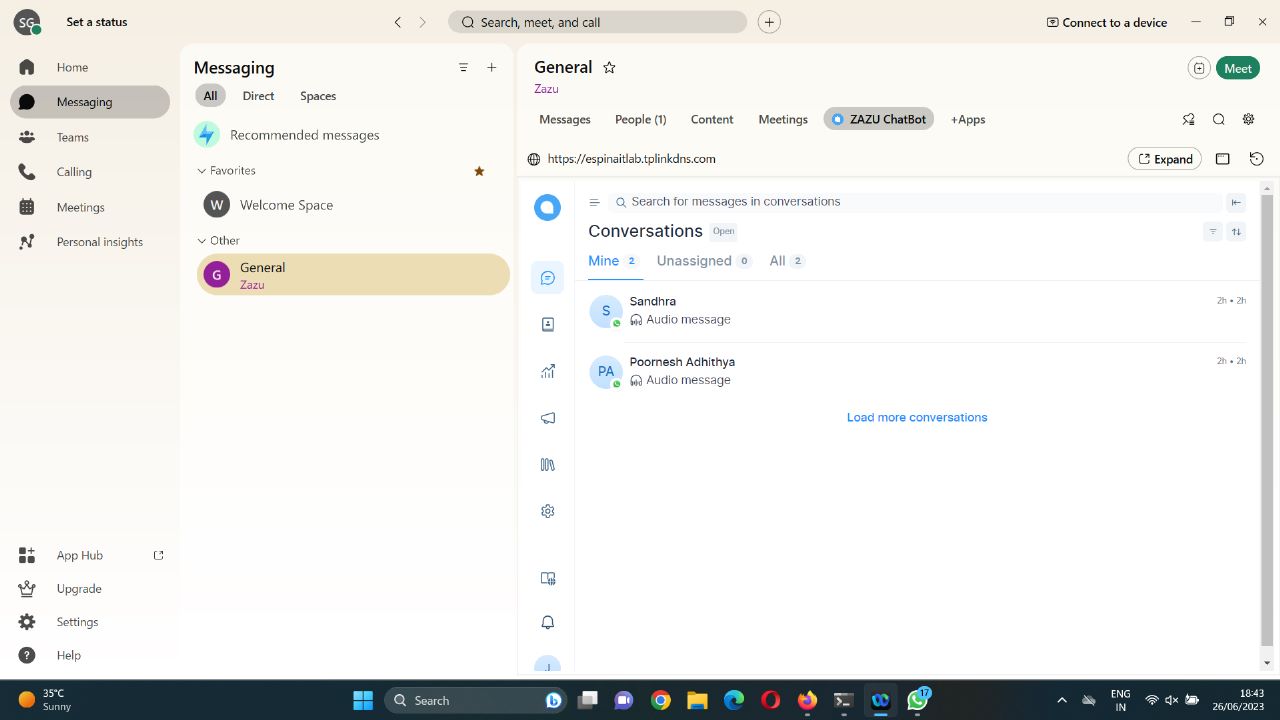 SG
Set a status
Search, meet, and call
Connect to a device
Home
Messaging
Teams
Calling
Meetings
Personal insights
App Hub
Upgrade
Settings
Help
Messaging
All Direct Spaces
Recommended messages
Favorites
W Welcome Space
Other
G General
Zazu
General
Zazu
Meet
Messages People (1) Content Meetings ZAZU ChatBot +Apps
https://espinaitlab.tplinkdns.com
Expand
Search for messages in conversations
Conversations Open
Mine 2 Unassigned 0 All 2
S Sandhra 2h • 2h
Audio message
PA Poornesh Adhithya 2h • 2h
Audio message
Load more conversations
J
35°C
Sunny
Search
17
ENG
IN
18:43
26/06/2023